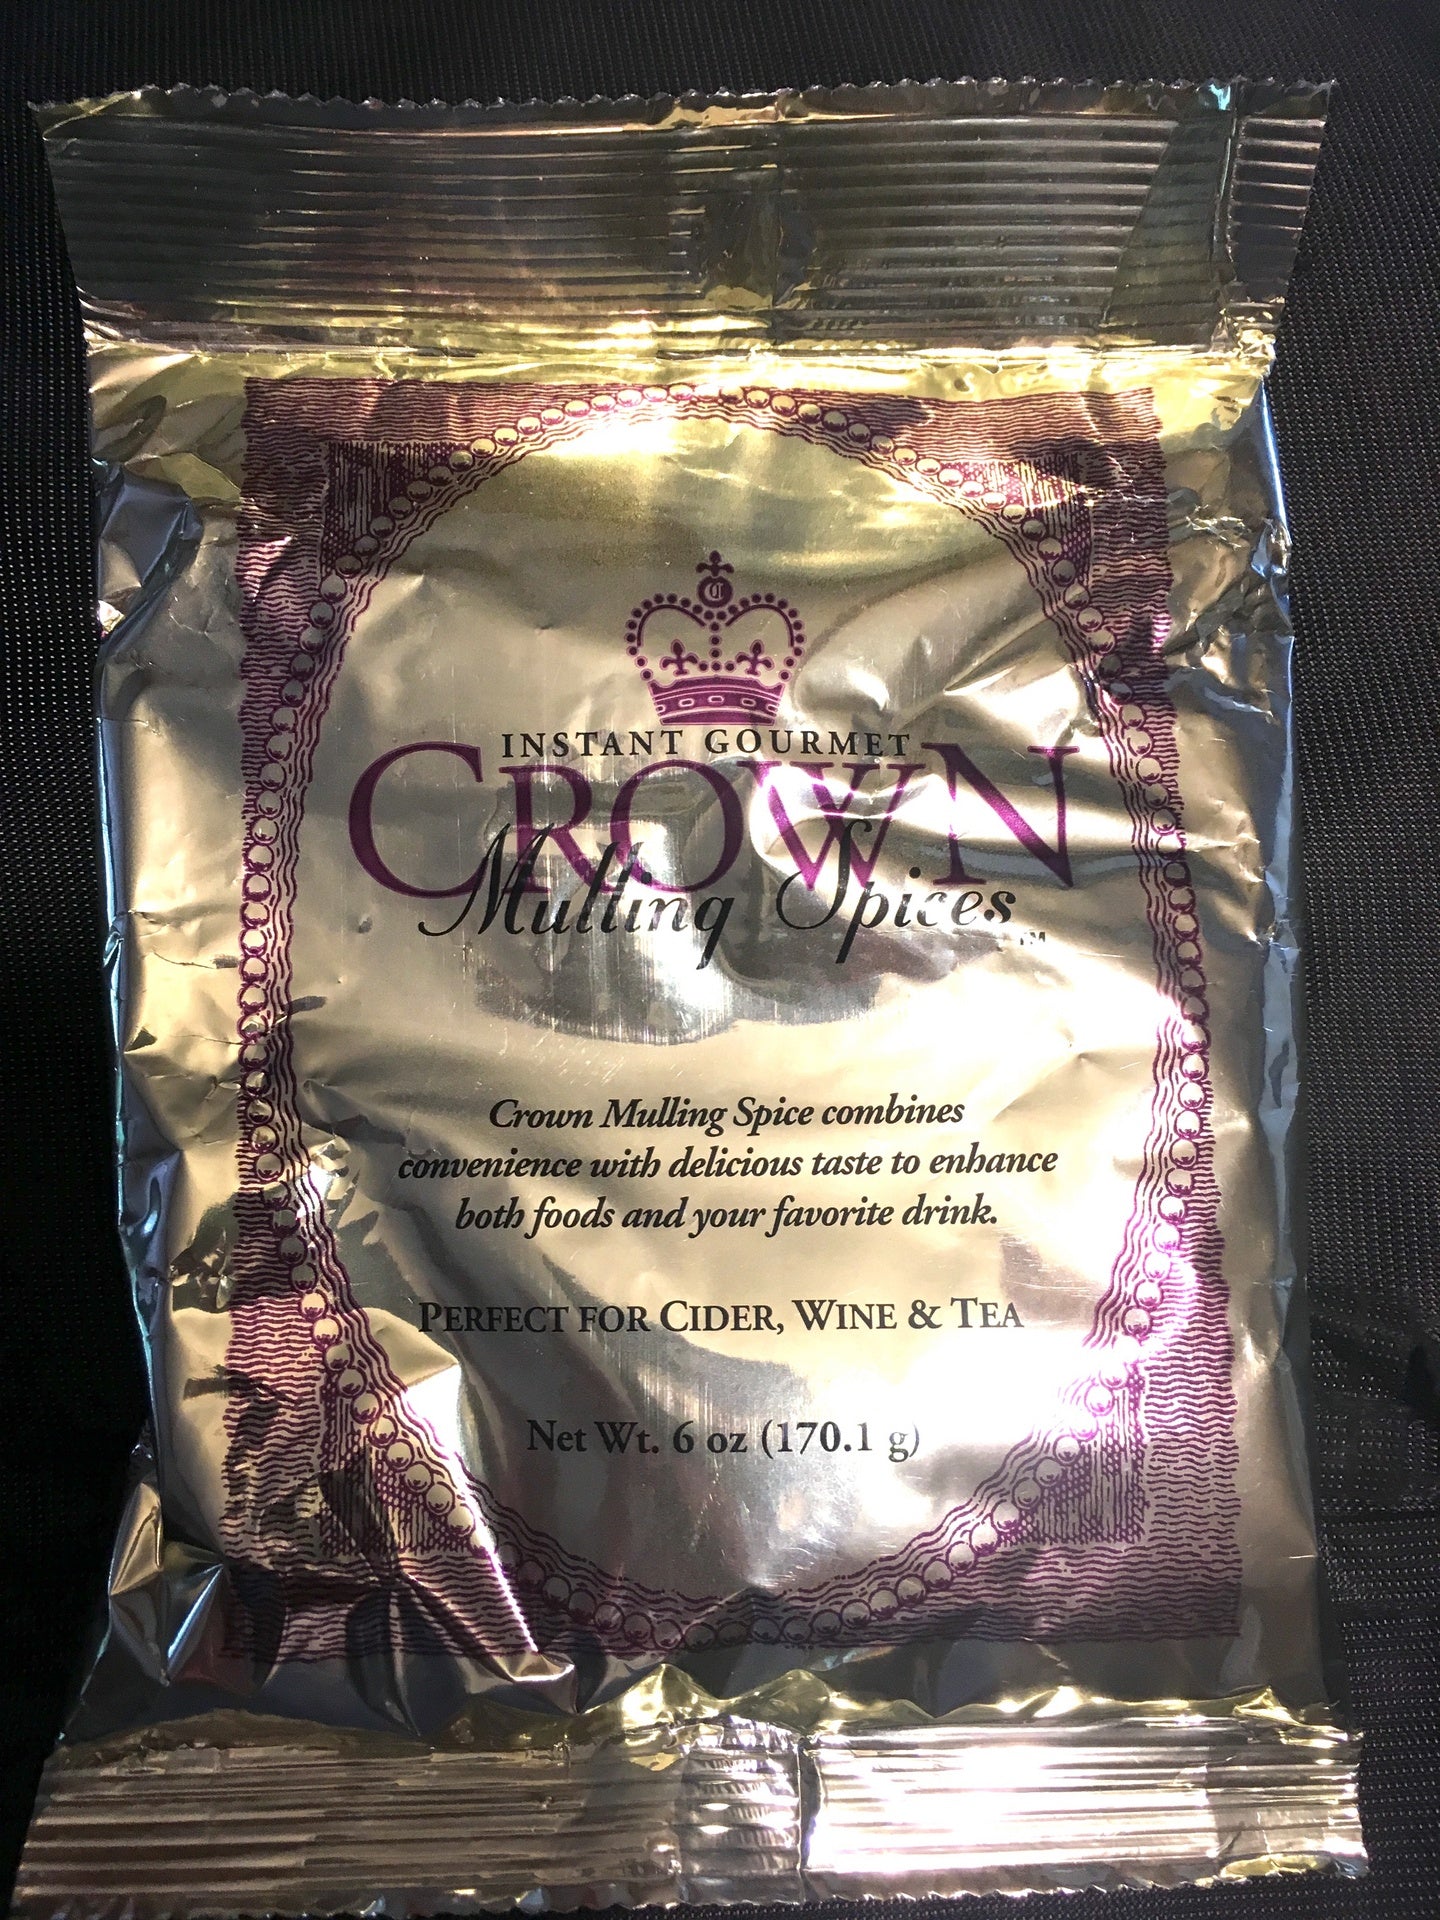 C
INSTANT GOURMET
CROWN
Mulling Spices™
Crown Mulling Spice combines
convenience with delicious taste to enhance
both foods and your favorite drink.
PERFECT FOR CIDER, WINE & TEA
Net Wt. 6 oz (170.1 g)